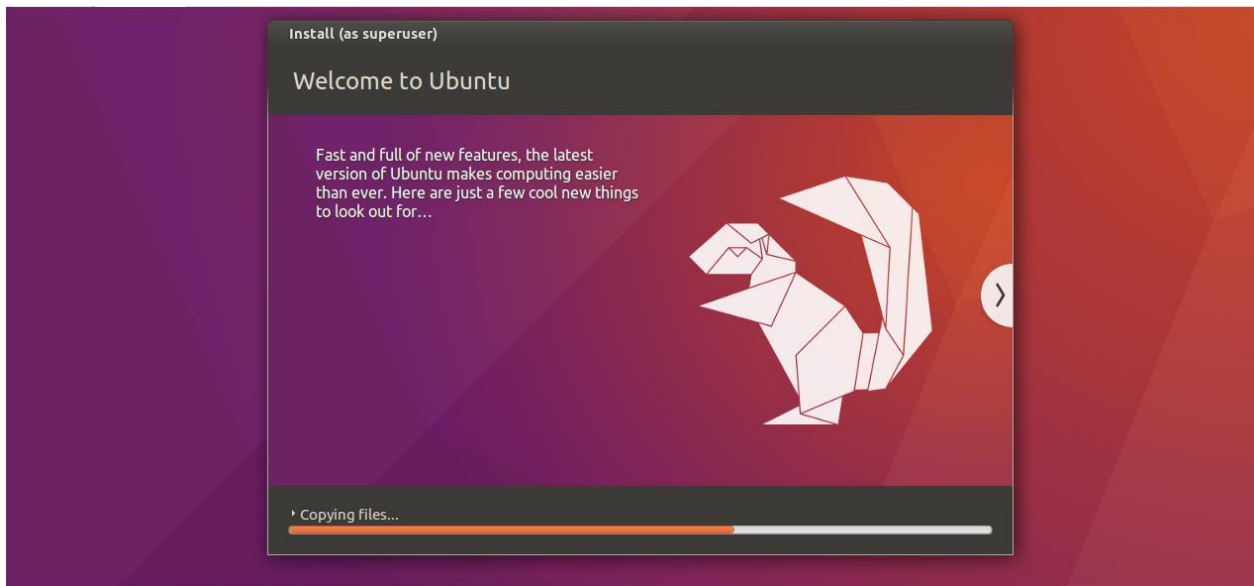 Install (as superuser)
Welcome to Ubuntu
Fast and full of new features, the latest
version of Ubuntu makes computing easier
than ever. Here are just a few cool new things
to look out for…
Copying files...